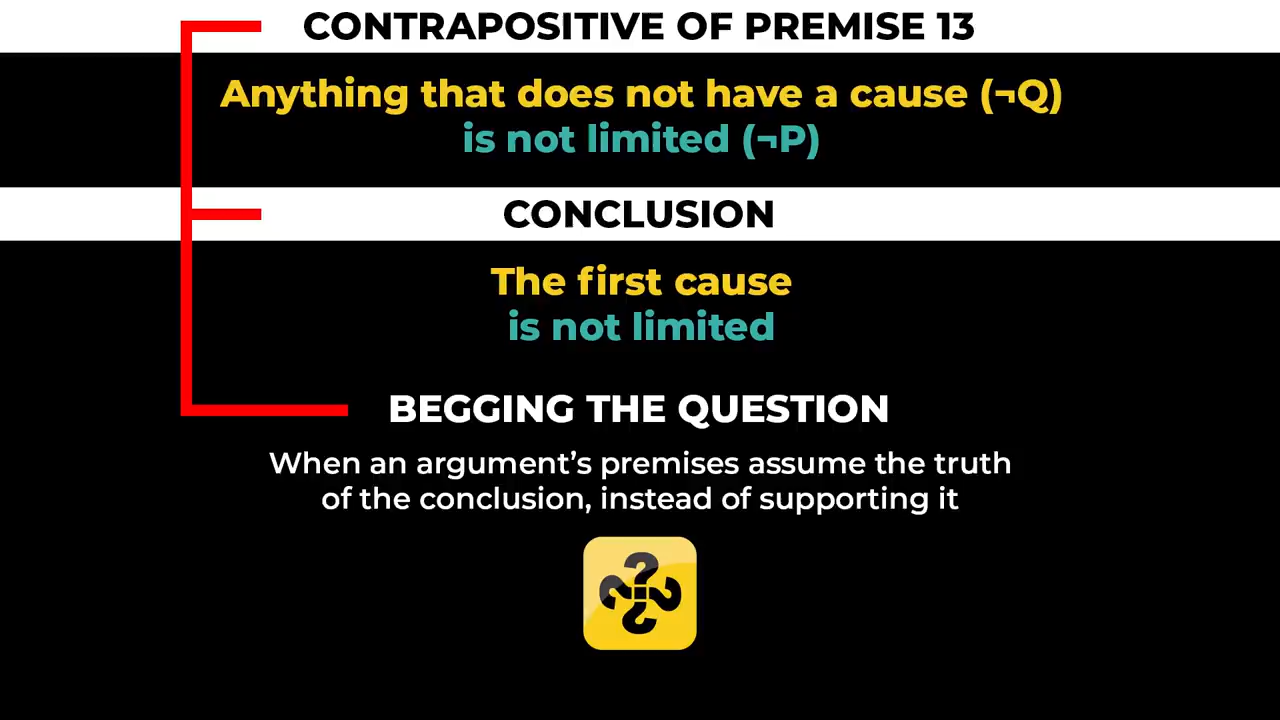 CONTRAPOSITIVE OF PREMISE 13
Anything that does not have a cause (¬Q)
is not limited (¬P)
CONCLUSION
The first cause
is not limited
BEGGING THE QUESTION
When an argument’s premises assume the truth
of the conclusion, instead of supporting it